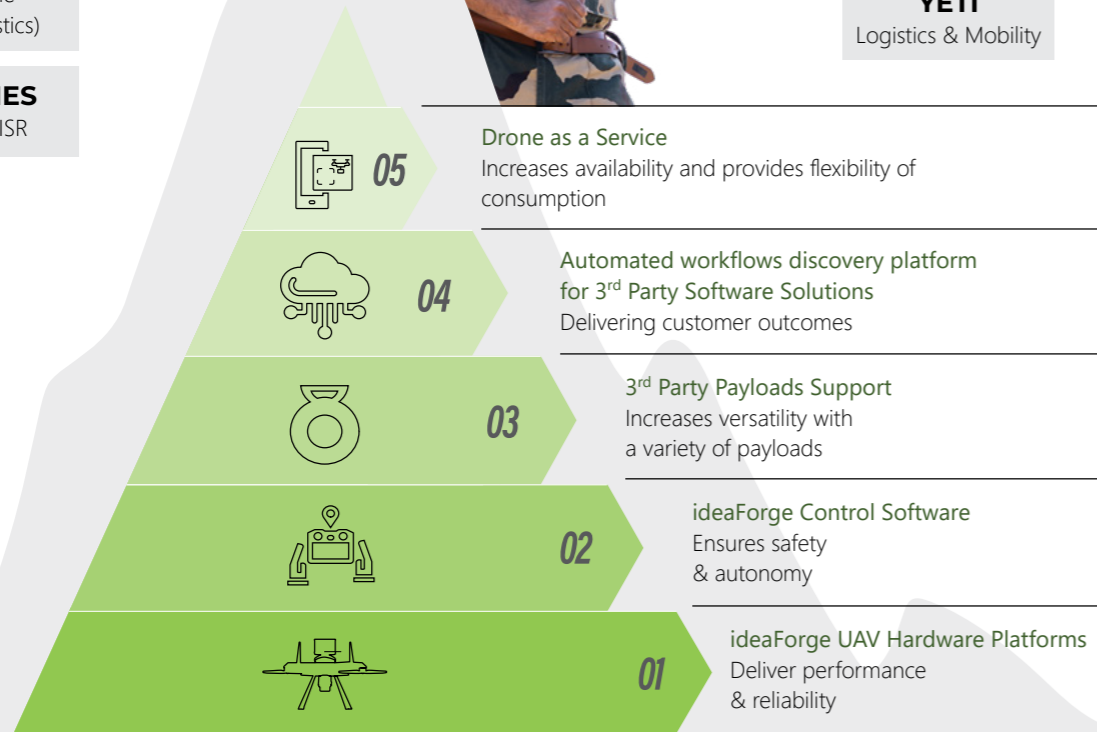 stics)
ISR
YETI
Logistics & Mobility
05
Drone as a Service
Increases availability and provides flexibility of
consumption
04
Automated workflows discovery platform
for 3rd Party Software Solutions
Delivering customer outcomes
03
3rd Party Payloads Support
Increases versatility with
a variety of payloads
02
ideaForge Control Software
Ensures safety
& autonomy
01
ideaForge UAV Hardware Platforms
Deliver performance
& reliability